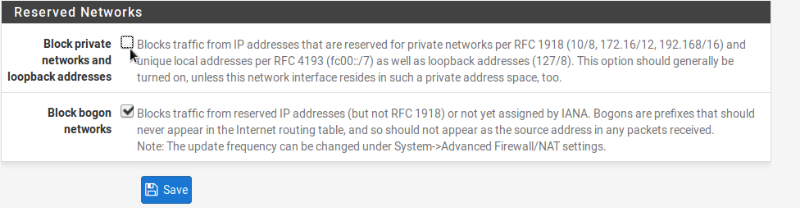 Reserved Networks
Block private networks and loopback addresses
Blocks traffic from IP addresses that are reserved for private networks per RFC 1918 (10/8, 172.16/12, 192.168/16) and
unique local addresses per RFC 4193 (fc00::/7) as well as loopback addresses (127/8). This option should generally be
turned on, unless this network interface resides in such a private address space, too.
Block bogon networks
Blocks traffic from reserved IP addresses (but not RFC 1918) or not yet assigned by IANA. Bogons are prefixes that should
never appear in the Internet routing table, and so should not appear as the source address in any packets received.
Note: The update frequency can be changed under System->Advanced Firewall/NAT settings.
Save